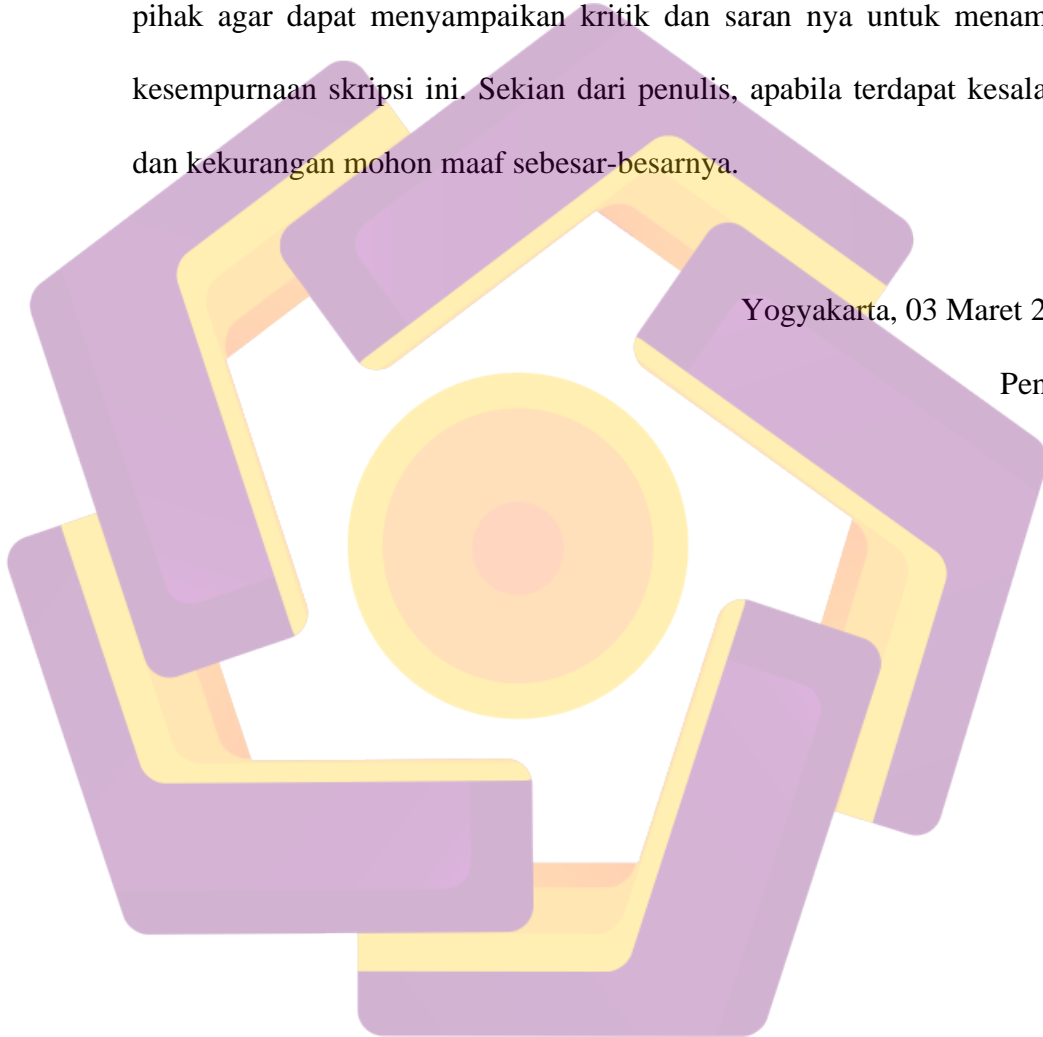 pihak agar dapat menyampaikan kritik dan saran nya untuk menam
kesempurnaan skripsi ini. Sekian dari penulis, apabila terdapat kesala
dan kekurangan mohon maaf sebesar-besarnya.
Yogyakarta, 03 Maret 2
Pen